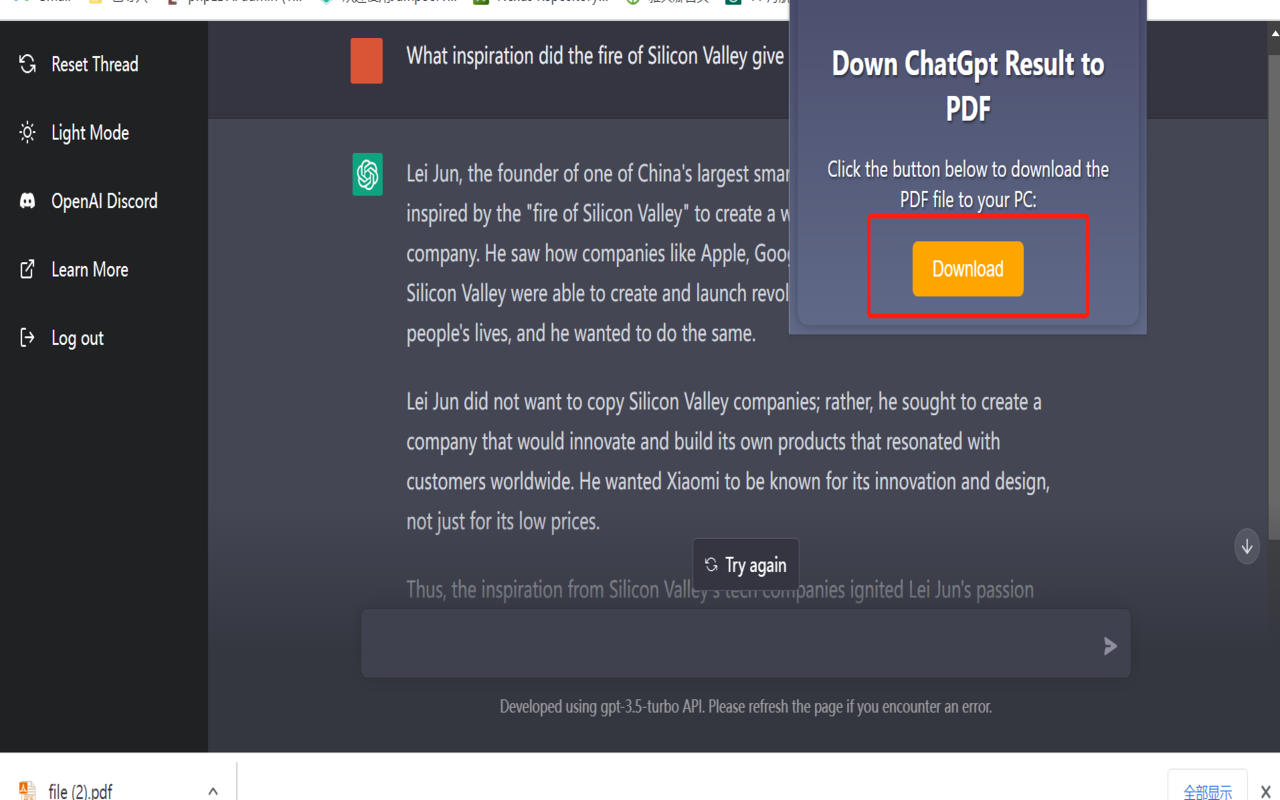 Reset Thread
Light Mode
OpenAI Discord
Learn More
Log out
What inspiration did the fire of Silicon Valley give
Lei Jun, the founder of one of China's largest smar
inspired by the "fire of Silicon Valley" to create a w
company. He saw how companies like Apple, Goog
Silicon Valley were able to create and launch revol
people's lives, and he wanted to do the same.
Lei Jun did not want to copy Silicon Valley companies; rather, he sought to create a
company that would innovate and build its own products that resonated with
customers worldwide. He wanted Xiaomi to be known for its innovation and design,
not just for its low prices.
Thus, the inspiration from Silicon Valley's tech companies ignited Lei Jun's passion
Try again
Developed using gpt-3.5-turbo API. Please refresh the page if you encounter an error.
Down ChatGpt Result to
PDF
Click the button below to download the
PDF file to your PC:
Download
file (2).pdf
全部显示